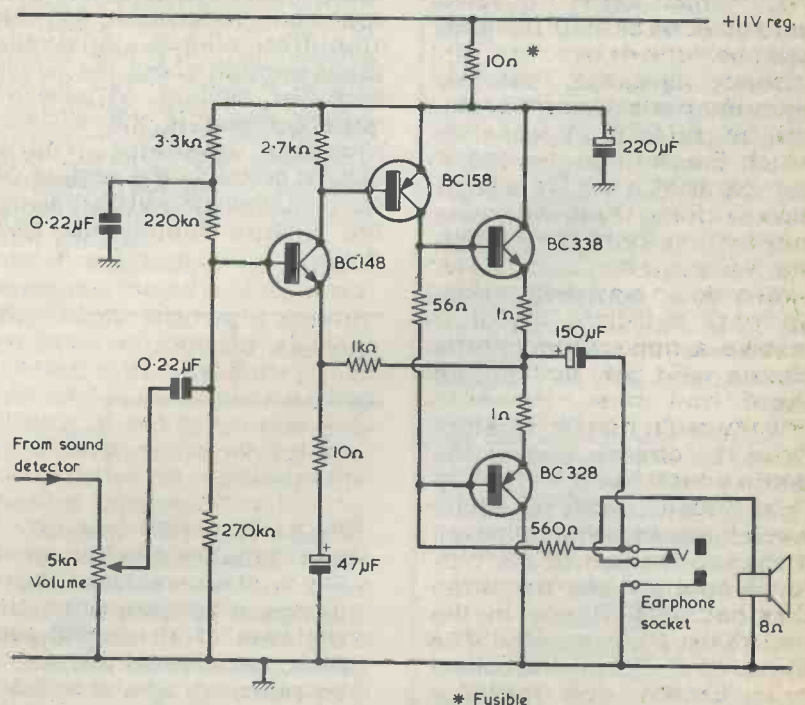 +11V reg.
10Ω *
3.3kΩ
2.7kΩ
220µF
+
BC158
0.22µF
220kΩ
BC148
BC338
56Ω
1Ω
150µF
+
0.22µF
1kΩ
1Ω
From sound
detector
10Ω
BC328
270kΩ
560Ω
5kΩ
Volume
+
47µF
Earphone
socket
8Ω
* Fusible